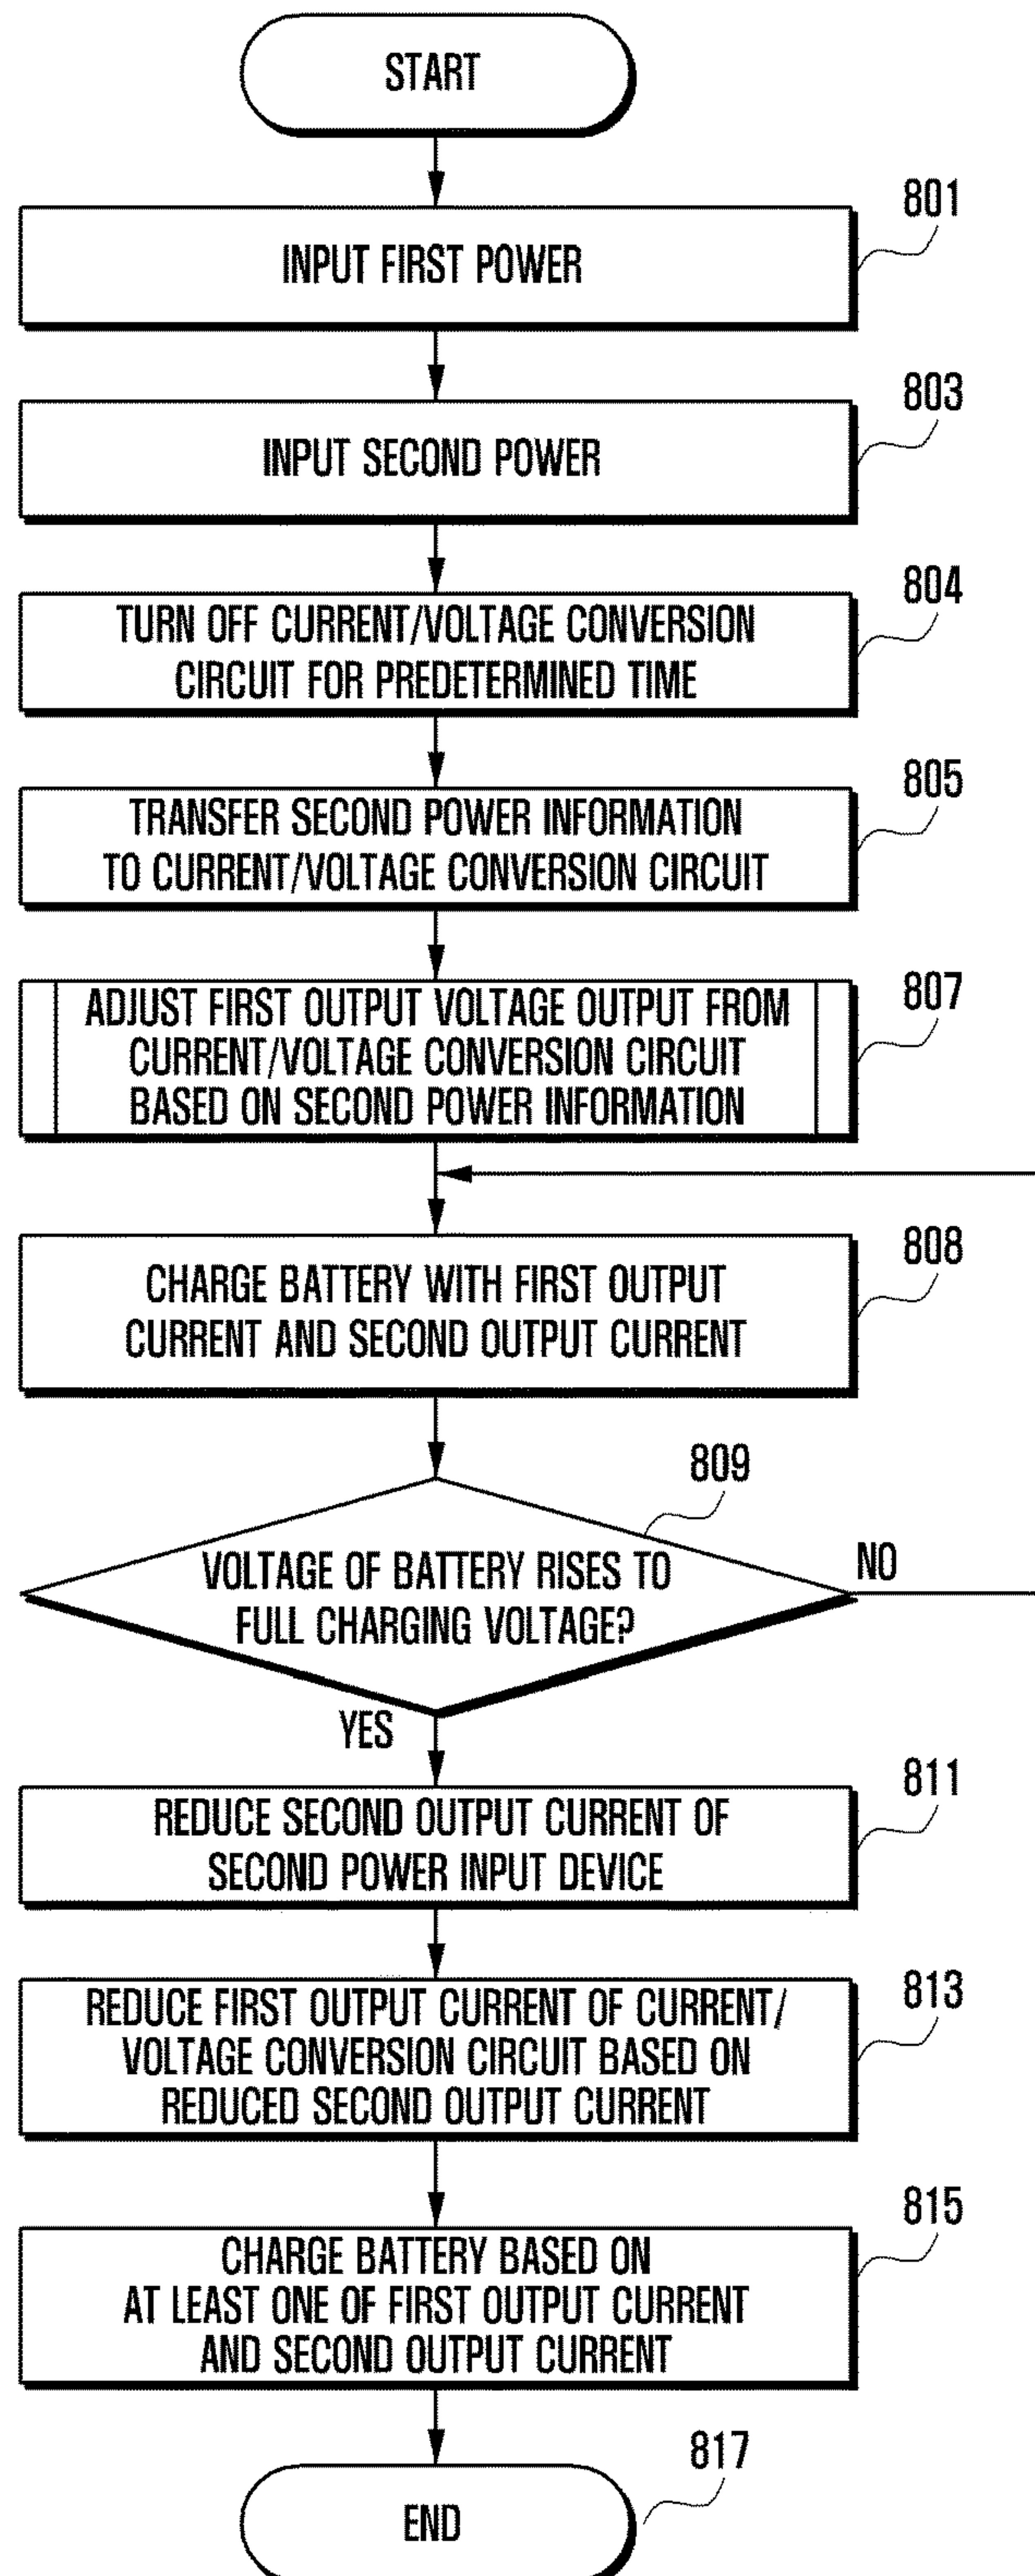 START
801
INPUT FIRST POWER
803
INPUT SECOND POWER
804
TURN OFF CURRENT/VOLTAGE CONVERSION
CIRCUIT FOR PREDETERMINED TIME
805
TRANSFER SECOND POWER INFORMATION
TO CURRENT/VOLTAGE CONVERSION CIRCUIT
807
ADJUST FIRST OUTPUT VOLTAGE OUTPUT FROM
CURRENT/VOLTAGE CONVERSION CIRCUIT
BASED ON SECOND POWER INFORMATION
808
CHARGE BATTERY WITH FIRST OUTPUT
CURRENT AND SECOND OUTPUT CURRENT
809
VOLTAGE OF BATTERY RISES TO
FULL CHARGING VOLTAGE?
NO
YES
811
REDUCE SECOND OUTPUT CURRENT OF
SECOND POWER INPUT DEVICE
813
REDUCE FIRST OUTPUT CURRENT OF CURRENT/
VOLTAGE CONVERSION CIRCUIT BASED ON
REDUCED SECOND OUTPUT CURRENT
815
CHARGE BATTERY BASED ON
AT LEAST ONE OF FIRST OUTPUT CURRENT
AND SECOND OUTPUT CURRENT
817
END